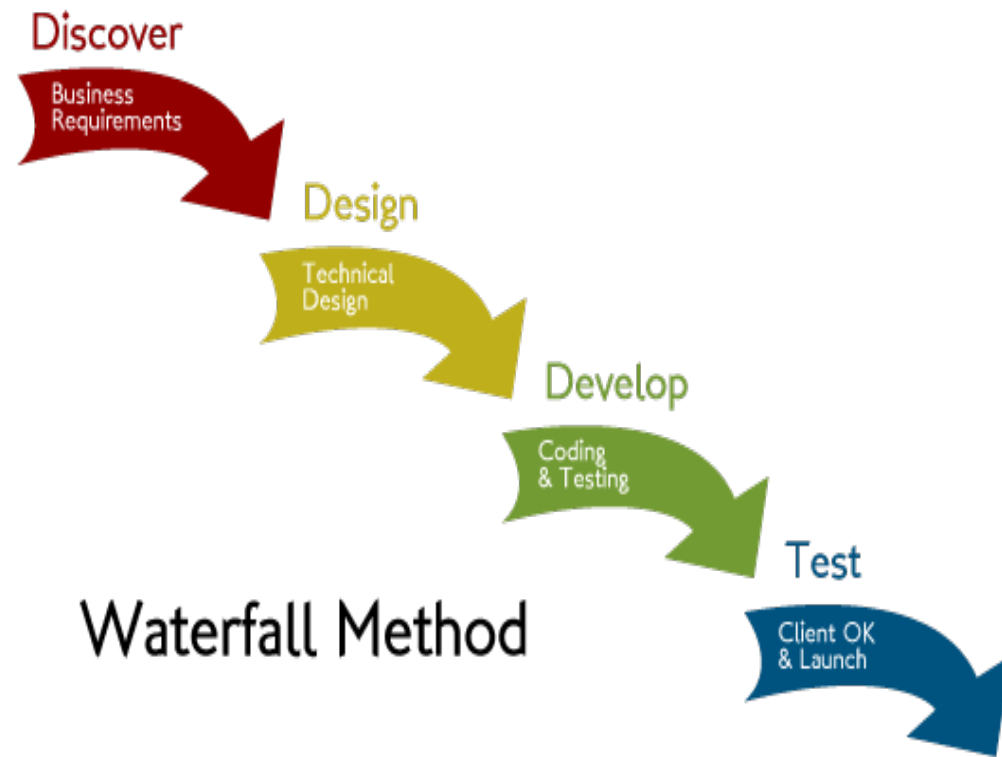 Discover
Business
Requirements
Design
Technical
Design
Develop
Coding
& Testing
Test
Client OK
& Launch
Waterfall Method